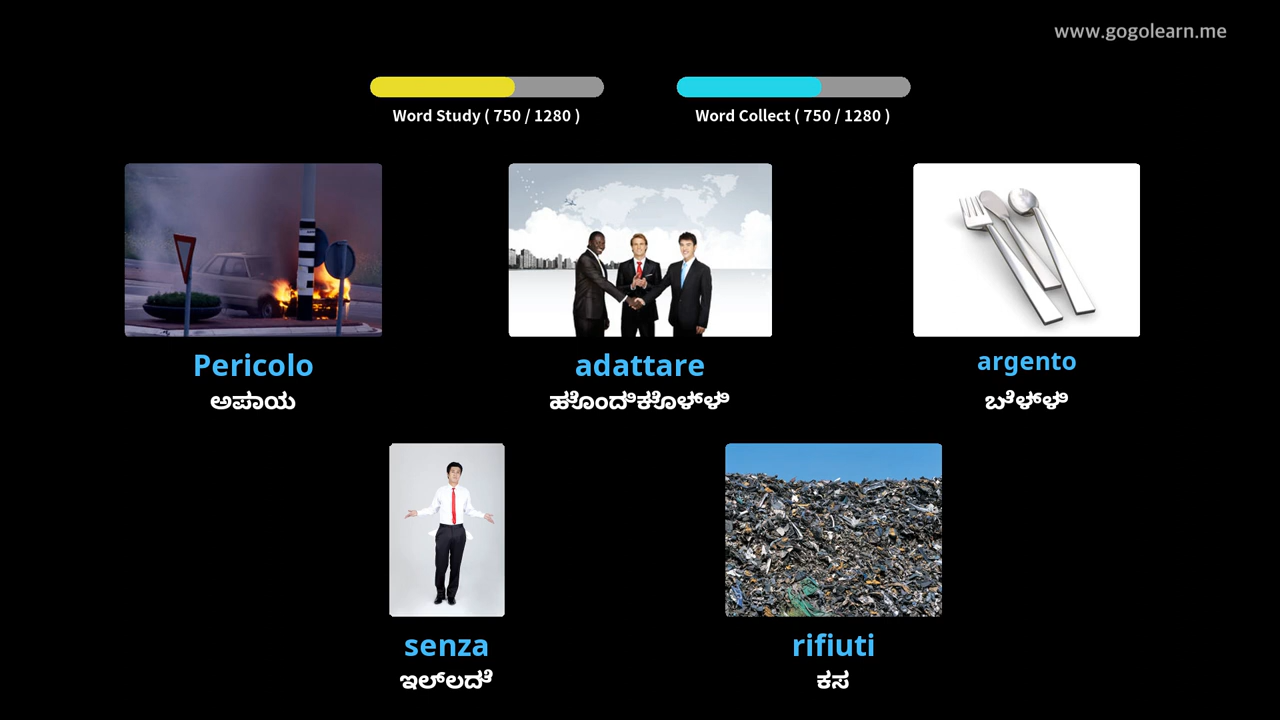 www.gogolearn.me
Word Study ( 750 / 1280 )
Word Collect ( 750 / 1280 )
Pericolo
ಅಪಾಯ
adattare
ಹೊಂದಿಕೊಳ್ಳಿ
argento
ಬೆಳ್ಳಿ
senza
ಇಲ್ಲದೆ
rifiuti
ಕಸ